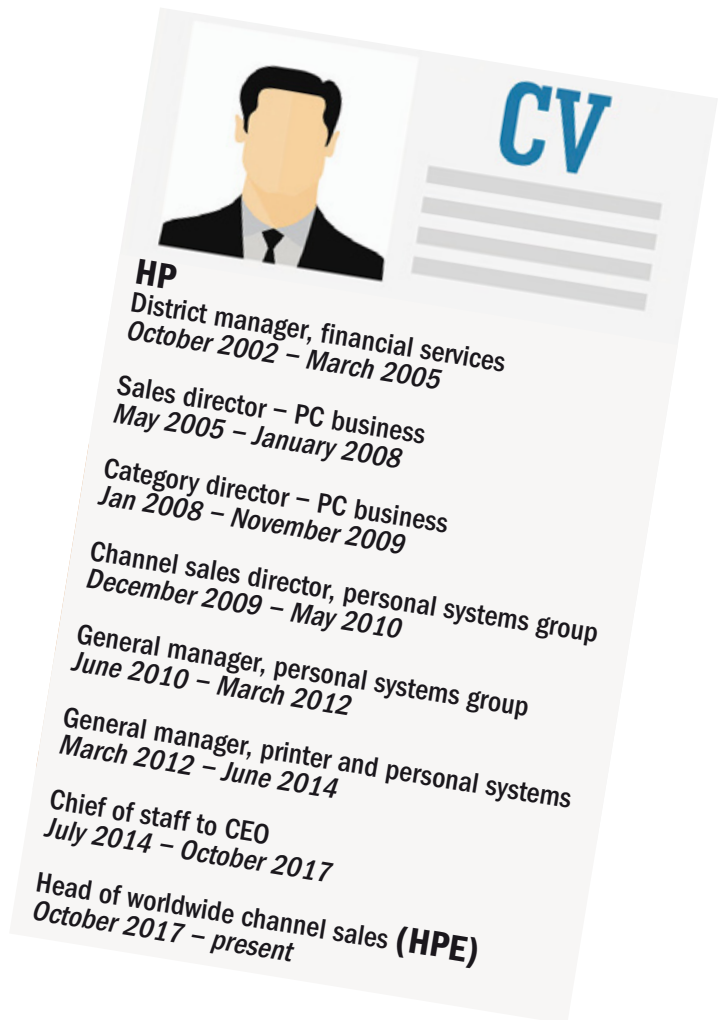 CV
HP
District manager, financial services
October 2002 – March 2005
Sales director – PC business
May 2005 – January 2008
Category director – PC business
Jan 2008 – November 2009
Channel sales director, personal systems group
December 2009 – May 2010
General manager, personal systems group
June 2010 – March 2012
General manager, printer and personal systems
March 2012 – June 2014
Chief of staff to CEO
July 2014 – October 2017
Head of worldwide channel sales (HPE)
October 2017 – present